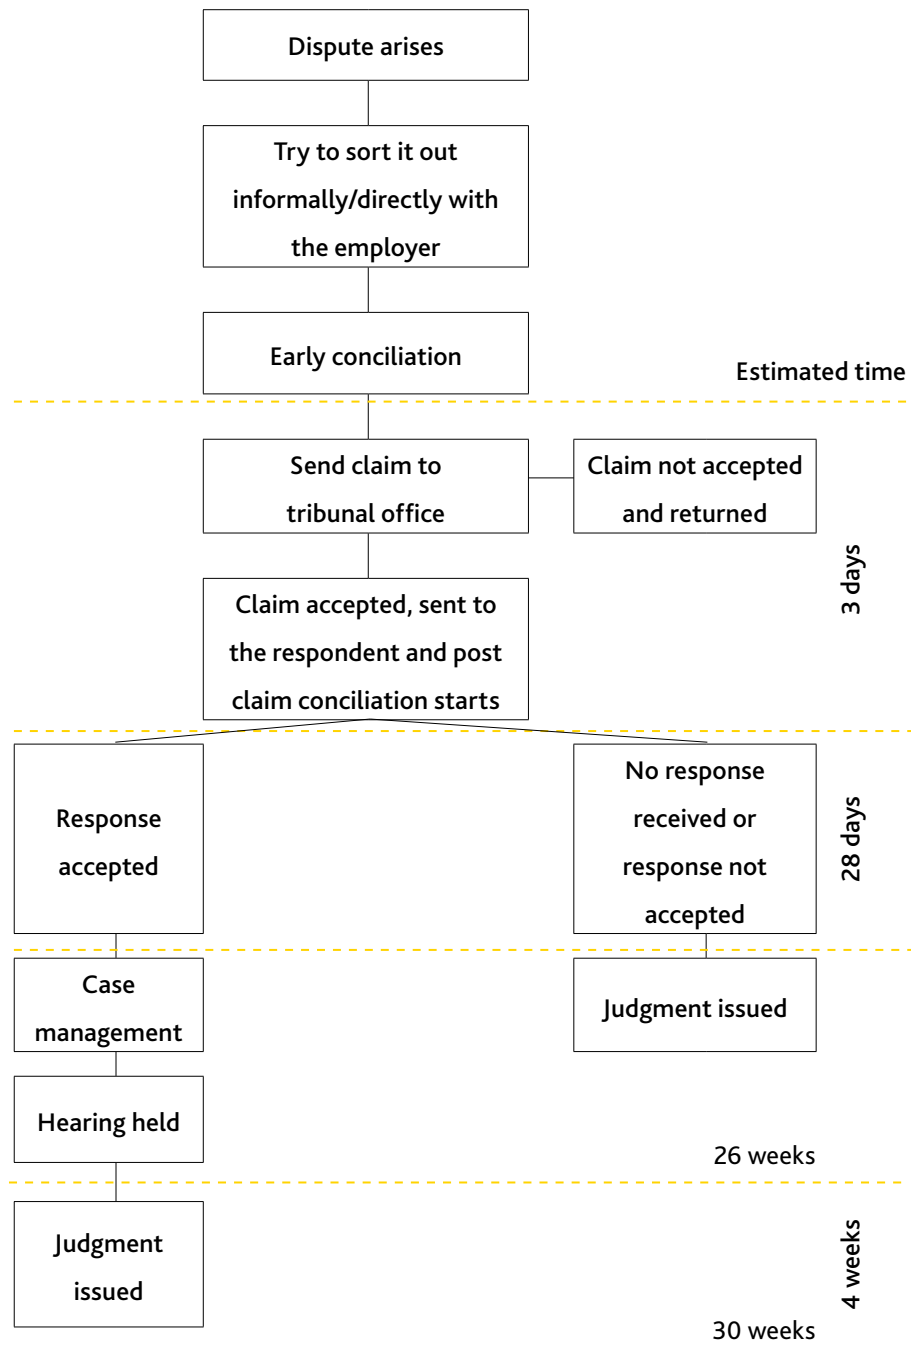 Dispute arises
Try to sort it out
informally/directly with
the employer
Early conciliation
Estimated time
Send claim to
tribunal office
Claim not accepted
and returned
3 days
Claim accepted, sent to
the respondent and post
claim conciliation starts
Response
accepted
No response
received or
response not
accepted
28 days
Case
management
Judgment issued
Hearing held
26 weeks
Judgment
issued
4 weeks
30 weeks